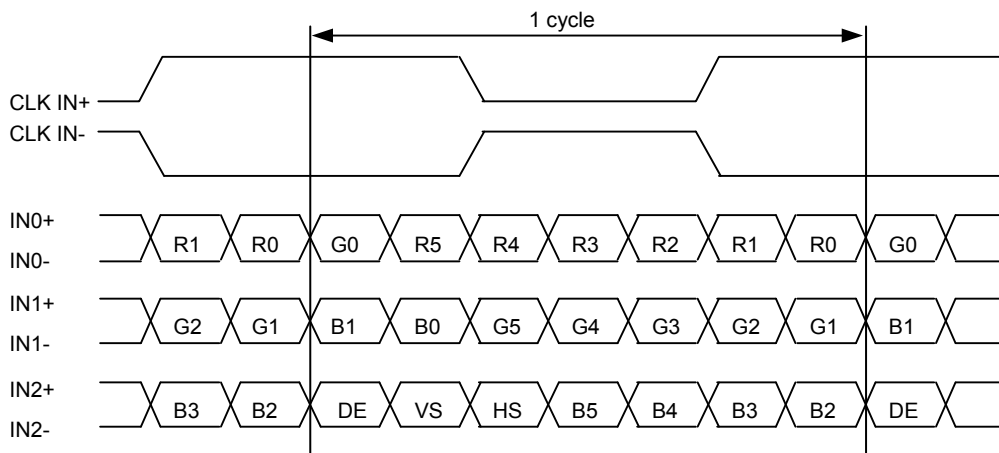 1 cycle
CLK IN+
CLK IN-
IN0+
R1 R0 G0 R5 R4 R3 R2 R1 R0 G0
IN0-
IN1+
G2 G1 B1 B0 G5 G4 G3 G2 G1 B1
IN1-
IN2+
B3 B2 DE VS HS B5 B4 B3 B2 DE
IN2-